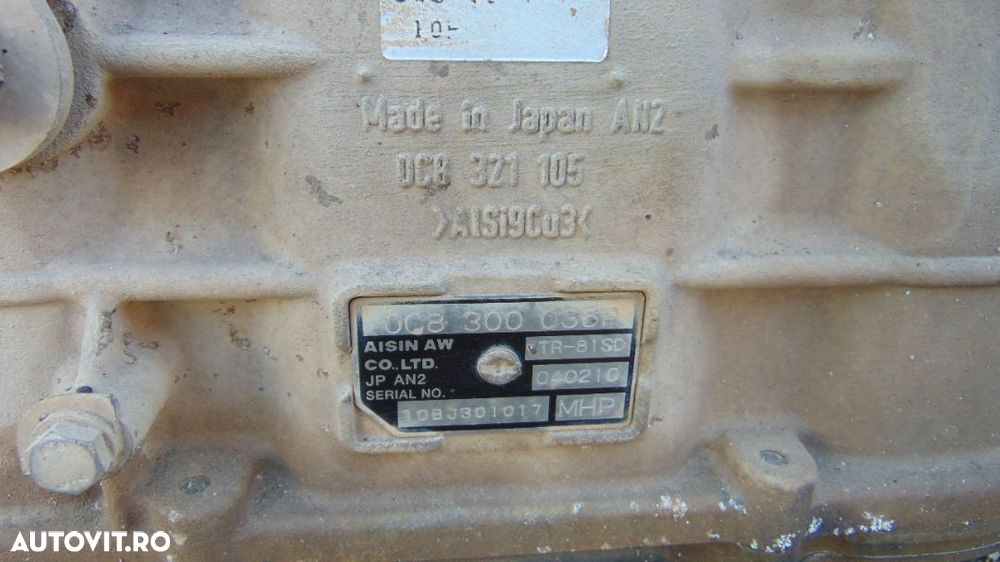 10-
Made in Japan AN2
0C8 321 105
>AlSi9Cu3<
0C8 300 036
AISIN AW
CO.,LTD.
TR-81SD
JP AN2
040210
SERIAL NO.
10BJ301017
MHP
AUTOVIT.RO